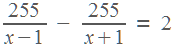 255/(x−1) − 255/(x+1) = 2